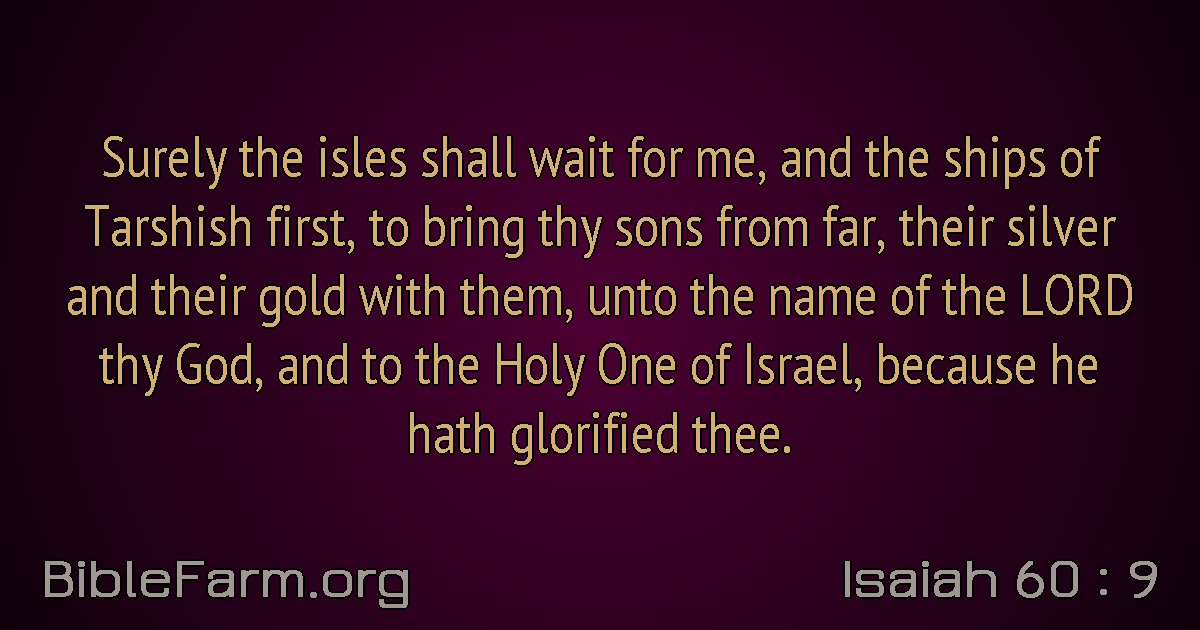 Surely the isles shall wait for me, and the ships of
Tarshish first, to bring thy sons from far, their silver
and their gold with them, unto the name of the LORD
thy God, and to the Holy One of Israel, because he
hath glorified thee.
BibleFarm.org
Isaiah 60 : 9